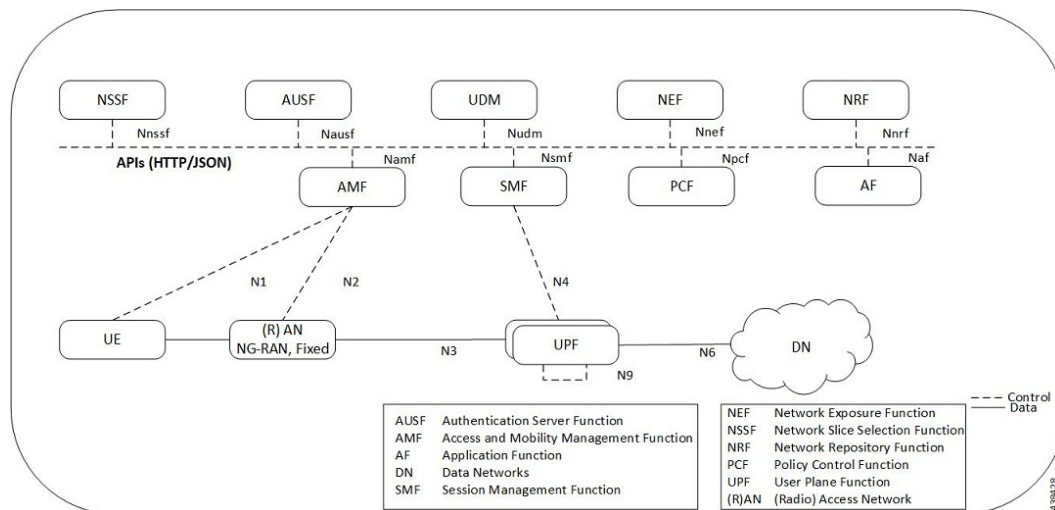 NSSF
AUSF
UDM
NEF
NRF
Nnssf
Nausf
Nudm
Nnef
Nnrf
APIs (HTTP/JSON)
Namf
Nsmf
Npcf
Naf
AMF
SMF
PCF
AF
N1
N2
N4
UE
(R) AN
NG-RAN, Fixed
N3
UPF
N6
DN
N9
Control
Data
AUSF Authentication Server Function
AMF Access and Mobility Management Function
AF Application Function
DN Data Networks
SMF Session Management Function
NEF Network Exposure Function
NSSF Network Slice Selection Function
NRF Network Repository Function
PCF Policy Control Function
UPF User Plane Function
(R)AN (Radio) Access Network